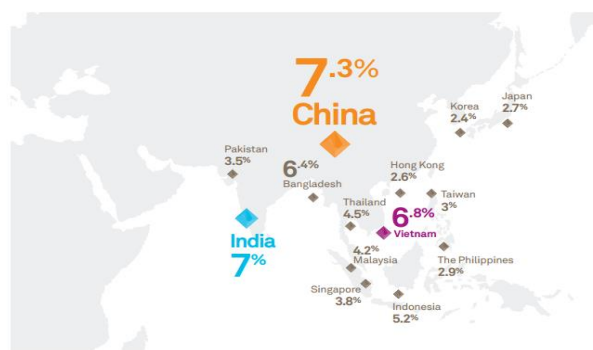 7.3%
China
Japan
2.7%
Korea
2.4%
Pakistan
3.5%
6.4%
Bangladesh
Hong Kong
2.6%
Taiwan
3%
Thailand
4.5%
6.8%
Vietnam
India
7%
4.2%
Malaysia
The Philippines
2.9%
Singapore
3.8%
Indonesia
5.2%